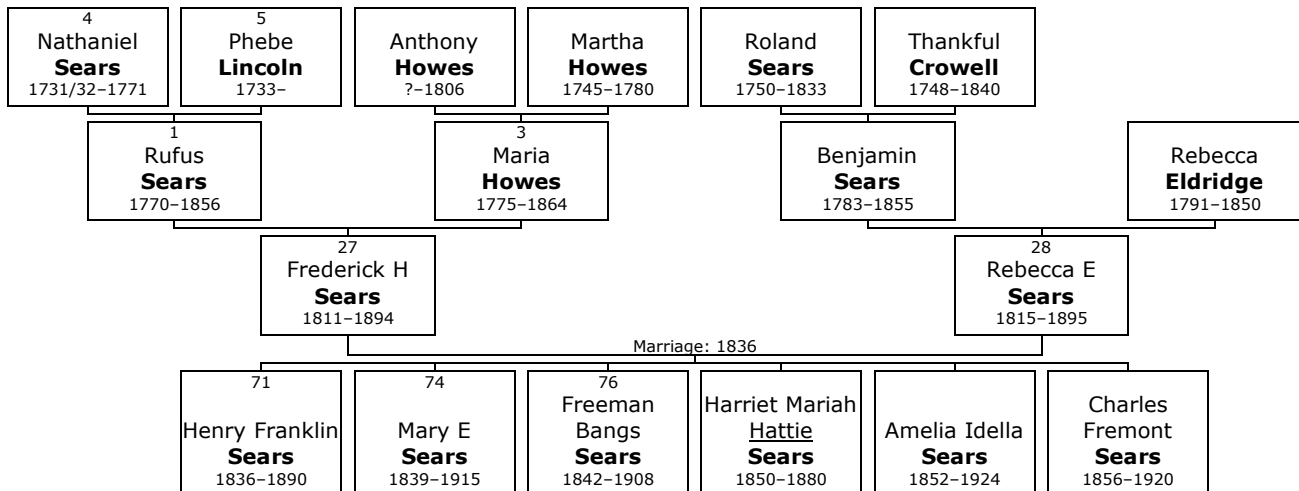 4
Nathaniel
Sears
1731/32–1771
5
Phebe
Lincoln
1733–
Anthony
Howes
?–1806
Martha
Howes
1745–1780
Roland
Sears
1750–1833
Thankful
Crowell
1748–1840
1
Rufus
Sears
1770–1856
3
Maria
Howes
1775–1864
Benjamin
Sears
1783–1855
Rebecca
Eldridge
1791–1850
27
Frederick H
Sears
1811–1894
28
Rebecca E
Sears
1815–1895
Marriage: 1836
71
Henry Franklin
Sears
1836–1890
74
Mary E
Sears
1839–1915
76
Freeman
Bangs
Sears
1842–1908
Harriet Mariah
Hattie
Sears
1850–1880
Amelia Idella
Sears
1852–1924
Charles
Fremont
Sears
1856–1920